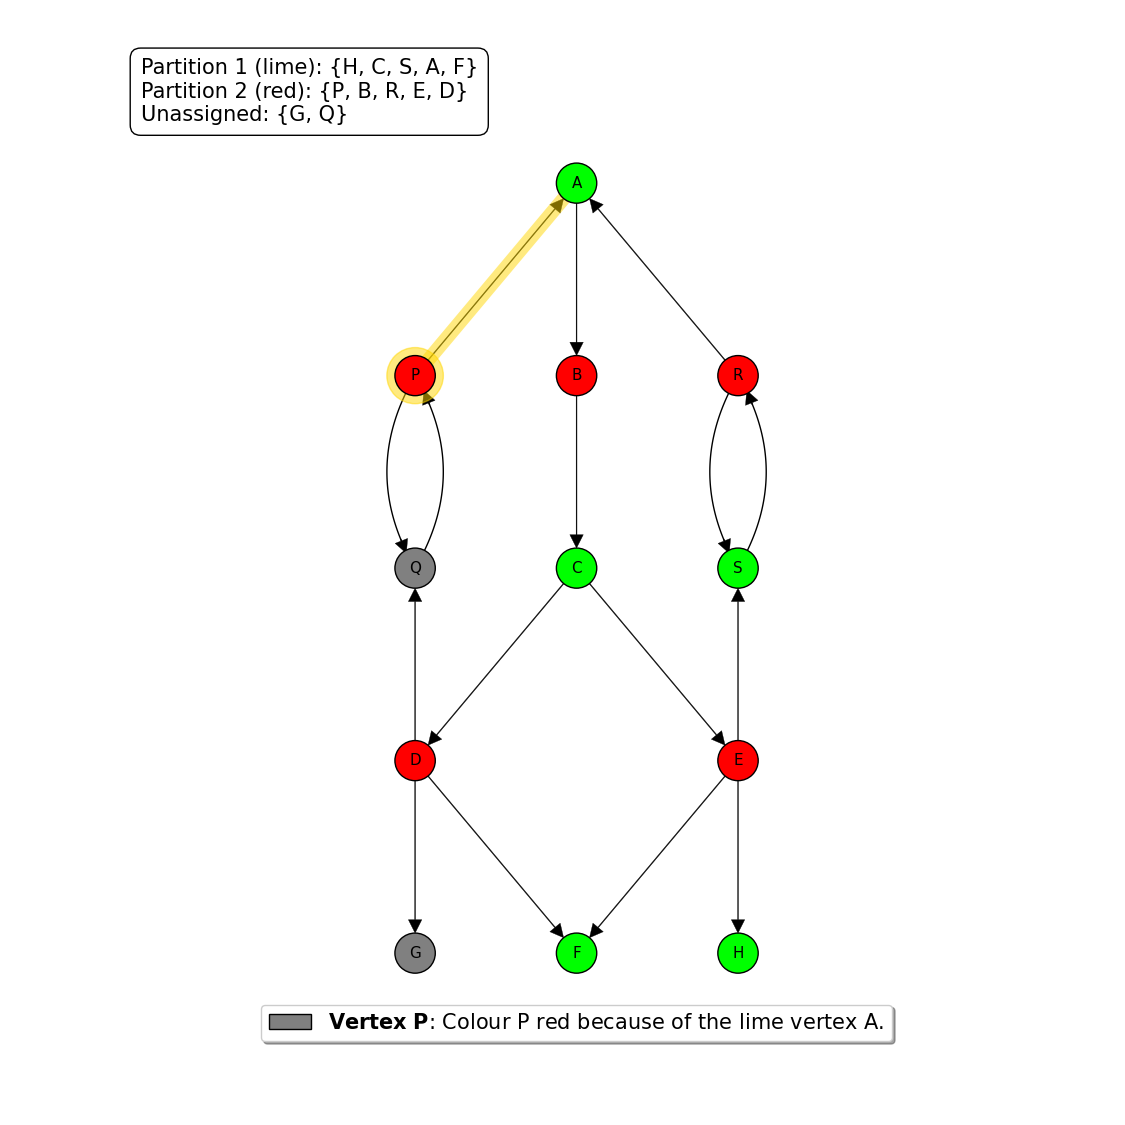 Partition 1 (lime): {H, C, S, A, F}
Partition 2 (red): {P, B, R, E, D}
Unassigned: {G, Q}
A
P
B
R
Q
C
S
D
E
G
F
H
Vertex P: Colour P red because of the lime vertex A.